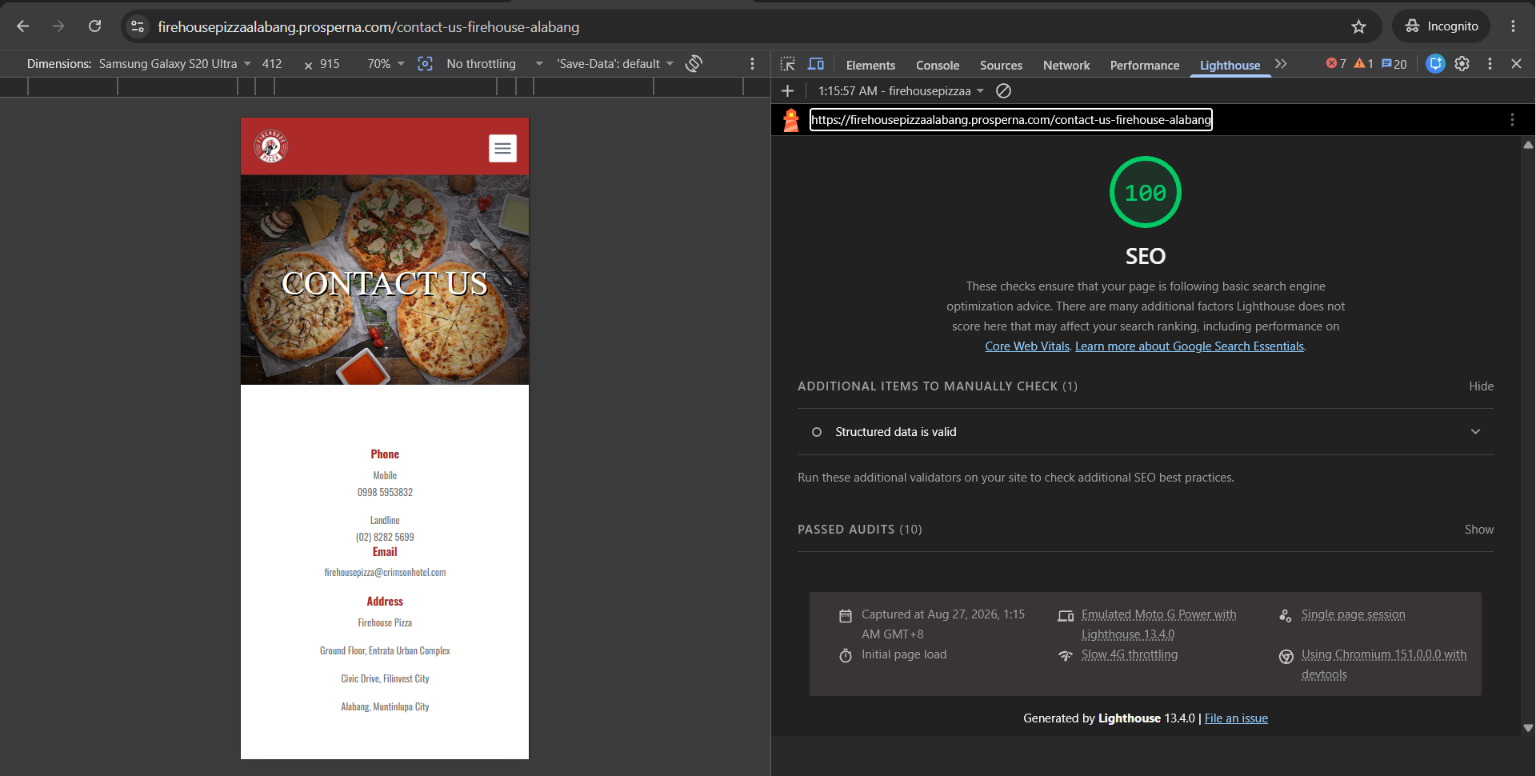 firehousepizzaalabang.prosperna.com/contact-us-firehouse-alabang
Incognito
Dimensions: Samsung Galaxy S20 Ultra 412 x 915 70% No throttling 'Save-Data': default
Elements Console Sources Network Performance Lighthouse 7 1 20
1:15:57 AM - firehousepizzaa
https://firehousepizzaalabang.prosperna.com/contact-us-firehouse-alabang
FIREHOUSE
PIZZA
CONTACT US
Phone
Mobile
0998 5953832
Landline
(02) 8282 5699
Email
firehousepizza@crimsonhotel.com
Address
Firehouse Pizza
Ground Floor, Entrata Urban Complex
Civic Drive, Filinvest City
Alabang, Muntinlupa City
100
SEO
These checks ensure that your page is following basic search engine
optimization advice. There are many additional factors Lighthouse does not
score here that may affect your search ranking, including performance on
Core Web Vitals. Learn more about Google Search Essentials.
ADDITIONAL ITEMS TO MANUALLY CHECK (1) Hide
Structured data is valid
Run these additional validators on your site to check additional SEO best practices.
PASSED AUDITS (10) Show
Captured at Aug 27, 2026, 1:15
AM GMT+8
Emulated Moto G Power with
Lighthouse 13.4.0
Single page session
Initial page load
Slow 4G throttling
Using Chromium 151.0.0.0 with
devtools
Generated by Lighthouse 13.4.0 | File an issue